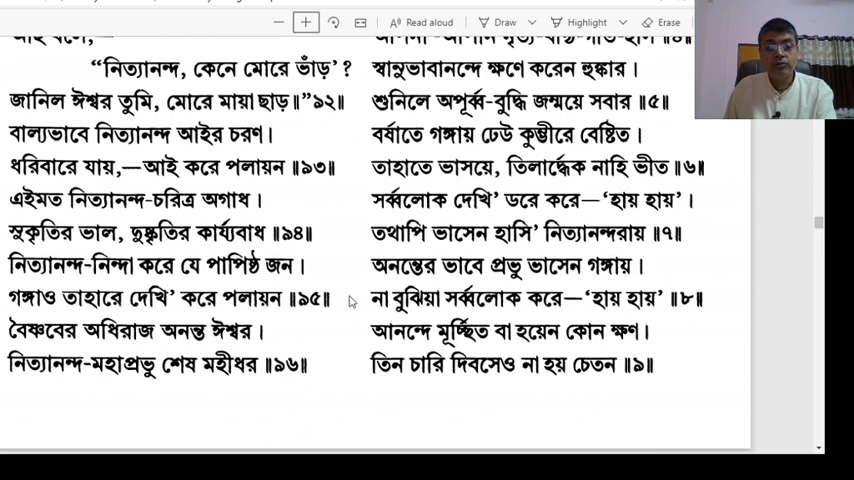 Read aloud
Draw
Highlight
Erase
আই বলে,—
“নিত্যানন্দ, কেনে মোরে ভাঁড়’ ?
জানিল ঈশ্বর তুমি, মোরে মায়া ছাড়॥”৯২॥
বাল্যভাবে নিত্যানন্দ আইর চরণ।
ধরিবারে যায়,—আই করে পলায়ন॥৯৩॥
এইমত নিত্যানন্দ-চরিত্র অগাধ।
সুকৃতির ভাল, দুষ্কৃতির কার্য্যবাধ॥৯৪॥
নিত্যানন্দ-নিন্দা করে যে পাপিষ্ঠ জন।
গঙ্গাও তাহারে দেখি’ করে পলায়ন॥৯৫॥
বৈষ্ণবের অধিরাজ অনন্ত ঈশ্বর।
নিত্যানন্দ-মহাপ্রভু শেষ মহীধর॥৯৬॥
স্বানুভাবানন্দে ক্ষণে করেন হুঙ্কার।
শুনিলে অপূর্ব্ব-বুদ্ধি জন্ময়ে সবার॥৫॥
বর্ষাতে গঙ্গায় ঢেউ কুম্ভীরে বেষ্টিত।
তাহাতে ভাসয়ে, তিলার্দ্ধেক নাহি ভীত॥৬॥
সর্ব্বলোক দেখি’ ডরে করে—‘হায় হায়’।
তথাপি ভাসেন হাসি’ নিত্যানন্দরায়॥৭॥
অনন্তের ভাবে প্রভু ভাসেন গঙ্গায়।
না বুঝিয়া সর্ব্বলোক করে—‘হায় হায়’॥৮॥
আনন্দে মূর্চ্ছিত বা হয়েন কোন ক্ষণ।
তিন চারি দিবসেও না হয় চেতন॥৯॥